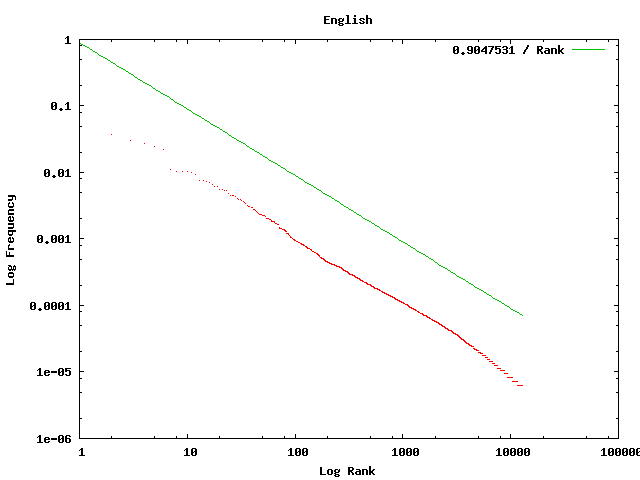 English
0.9047531 / Rank
1
0.1
0.01
0.001
0.0001
1e-05
1e-06
Log Frequency
1 10 100 1000 10000 100000
Log Rank